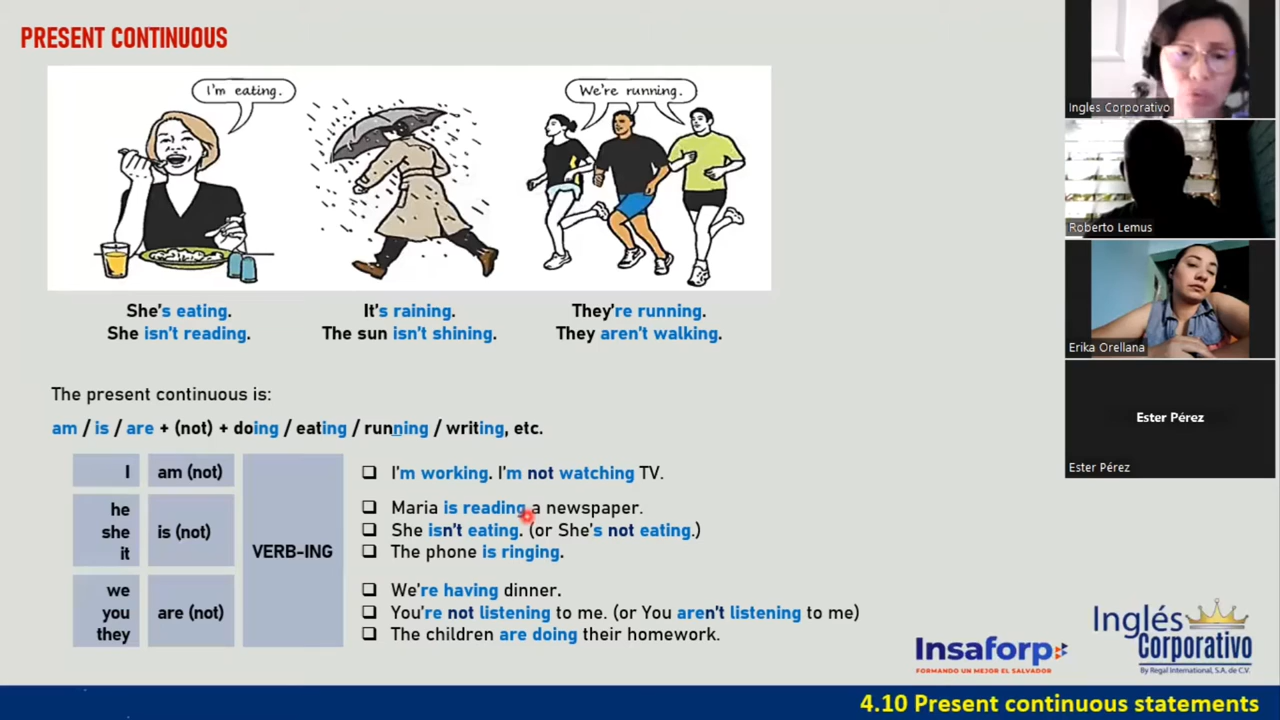 PRESENT CONTINUOUS
I'm eating.
We're running.
She's eating.
She isn't reading.
It's raining.
The sun isn't shining.
They're running.
They aren't walking.
The present continuous is:
am / is / are + (not) + doing / eating / running / writing, etc.
I
am (not)
he
she
it
is (not)
we
you
they
are (not)
VERB-ING
❑ I'm working. I'm not watching TV.
❑ Maria is reading a newspaper.
❑ She isn't eating. (or She's not eating.)
❑ The phone is ringing.
❑ We're having dinner.
❑ You're not listening to me. (or You aren't listening to me)
❑ The children are doing their homework.
Insaforp
FORMANDO UN MEJOR EL SALVADOR
Inglés
Corporativo
By Regal International, S.A. de C.V.
4.10 Present continuous statements
Ingles Corporativo
Roberto Lemus
Erika Orellana
Ester Pérez
Ester Pérez